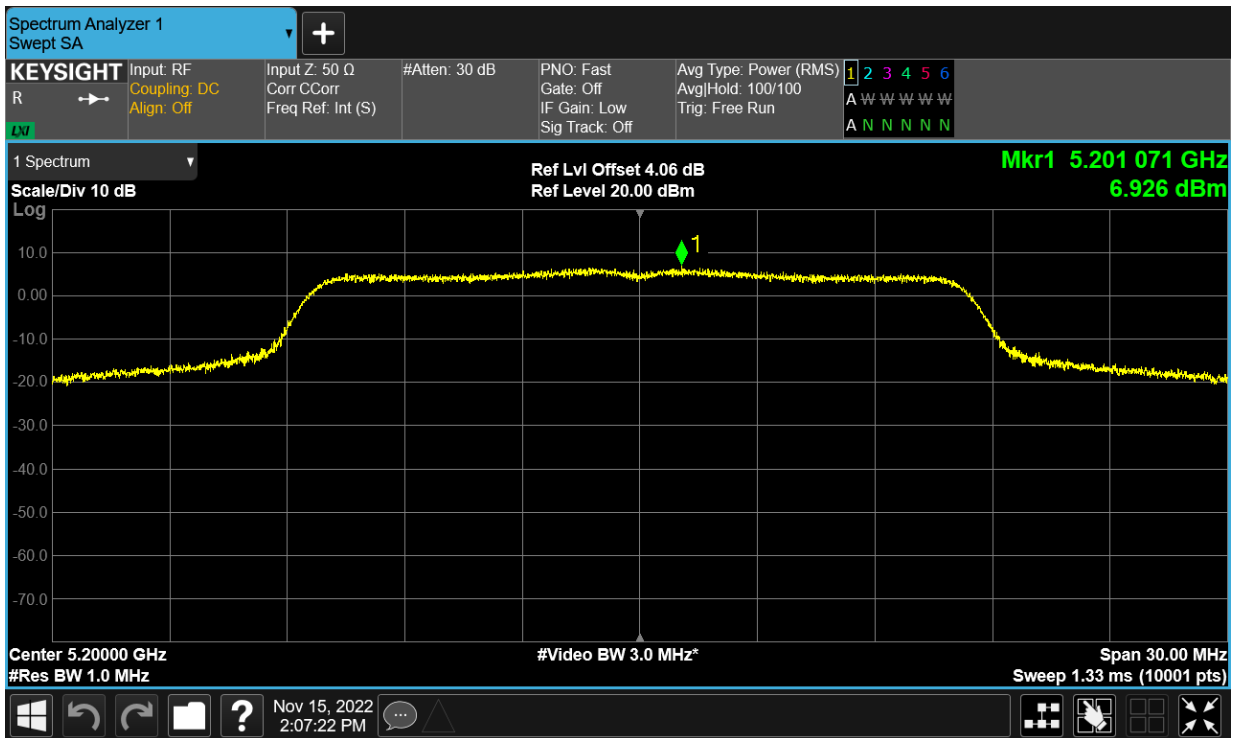 Spectrum Analyzer 1
Swept SA
KEYSIGHT
R
LXI
Input: RF
Coupling: DC
Align: Off
Input Z: 50 Ω
Corr CCorr
Freq Ref: Int (S)
#Atten: 30 dB
PNO: Fast
Gate: Off
IF Gain: Low
Sig Track: Off
Avg Type: Power (RMS)
Avg|Hold: 100/100
Trig: Free Run
1 2 3 4 5 6
A W W W W W
A N N N N N
1 Spectrum
Scale/Div 10 dB
Log
Ref Lvl Offset 4.06 dB
Ref Level 20.00 dBm
Mkr1 5.201 071 GHz
6.926 dBm
1
10.0
0.00
-10.0
-20.0
-30.0
-40.0
-50.0
-60.0
-70.0
Center 5.20000 GHz
#Res BW 1.0 MHz
#Video BW 3.0 MHz*
Span 30.00 MHz
Sweep 1.33 ms (10001 pts)
?
Nov 15, 2022
2:07:22 PM